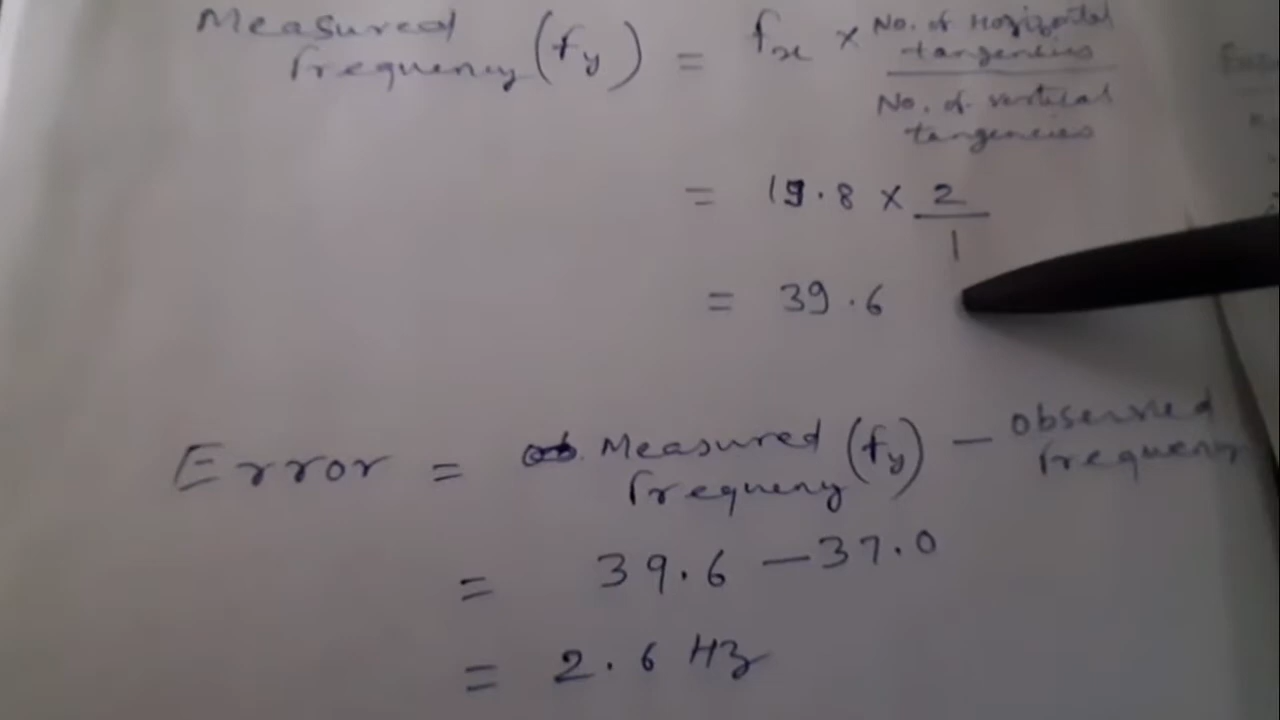 Measured frequency (fy) = fx × No. of Horizontal tangencies
No. of vertical tangencies
= 19.8 × 2
1
= 39.6
Error = Measured frequency (fy) — Observed frequency
= 39.6 — 37.0
= 2.6 Hz